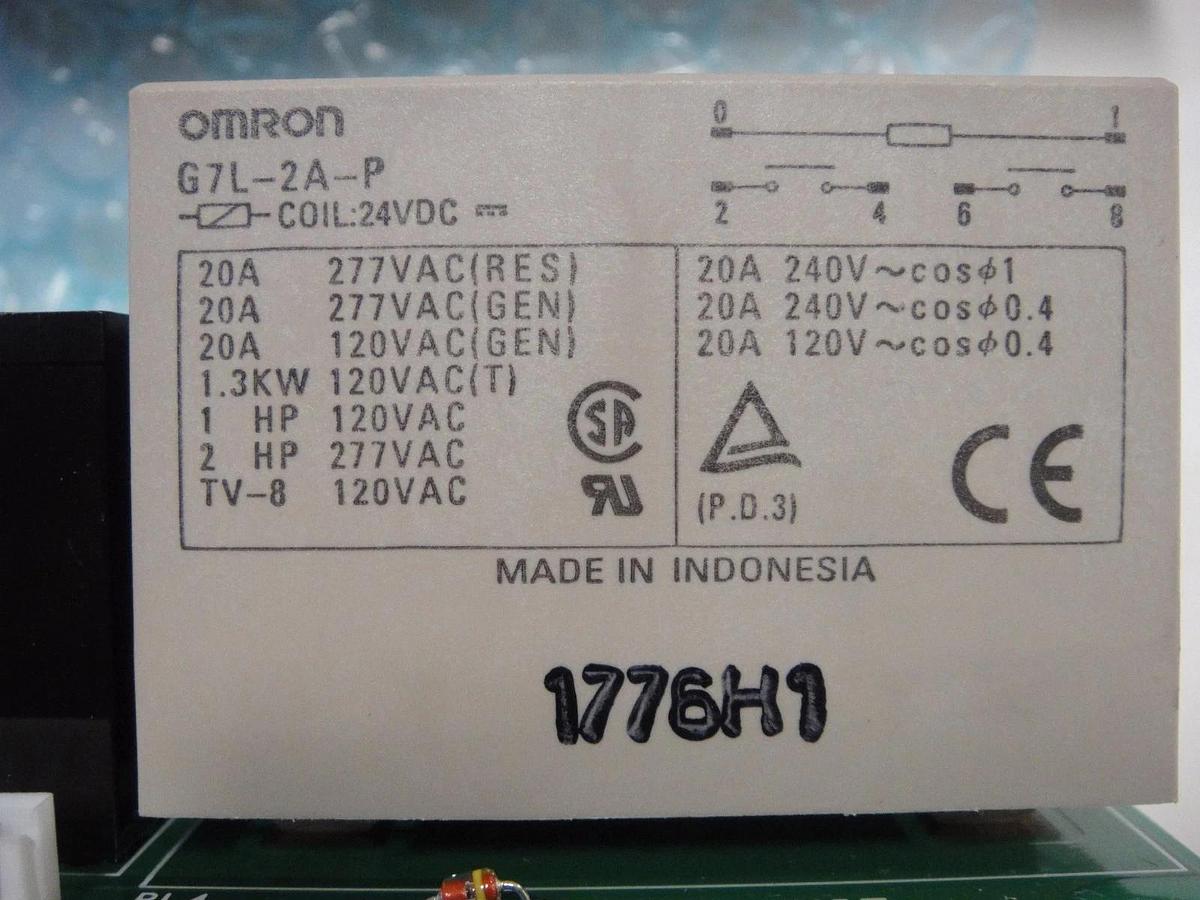 OMRON
G7L-2A-P
COIL:24VDC
0 1
2 4 6 8
20A 277VAC(RES)
20A 277VAC(GEN)
20A 120VAC(GEN)
1.3KW 120VAC(T)
1 HP 120VAC
2 HP 277VAC
TV-8 120VAC
SA
RU
20A 240V~cosφ1
20A 240V~cosφ0.4
20A 120V~cosφ0.4
(P.D.3)
CE
MADE IN INDONESIA
1776H1